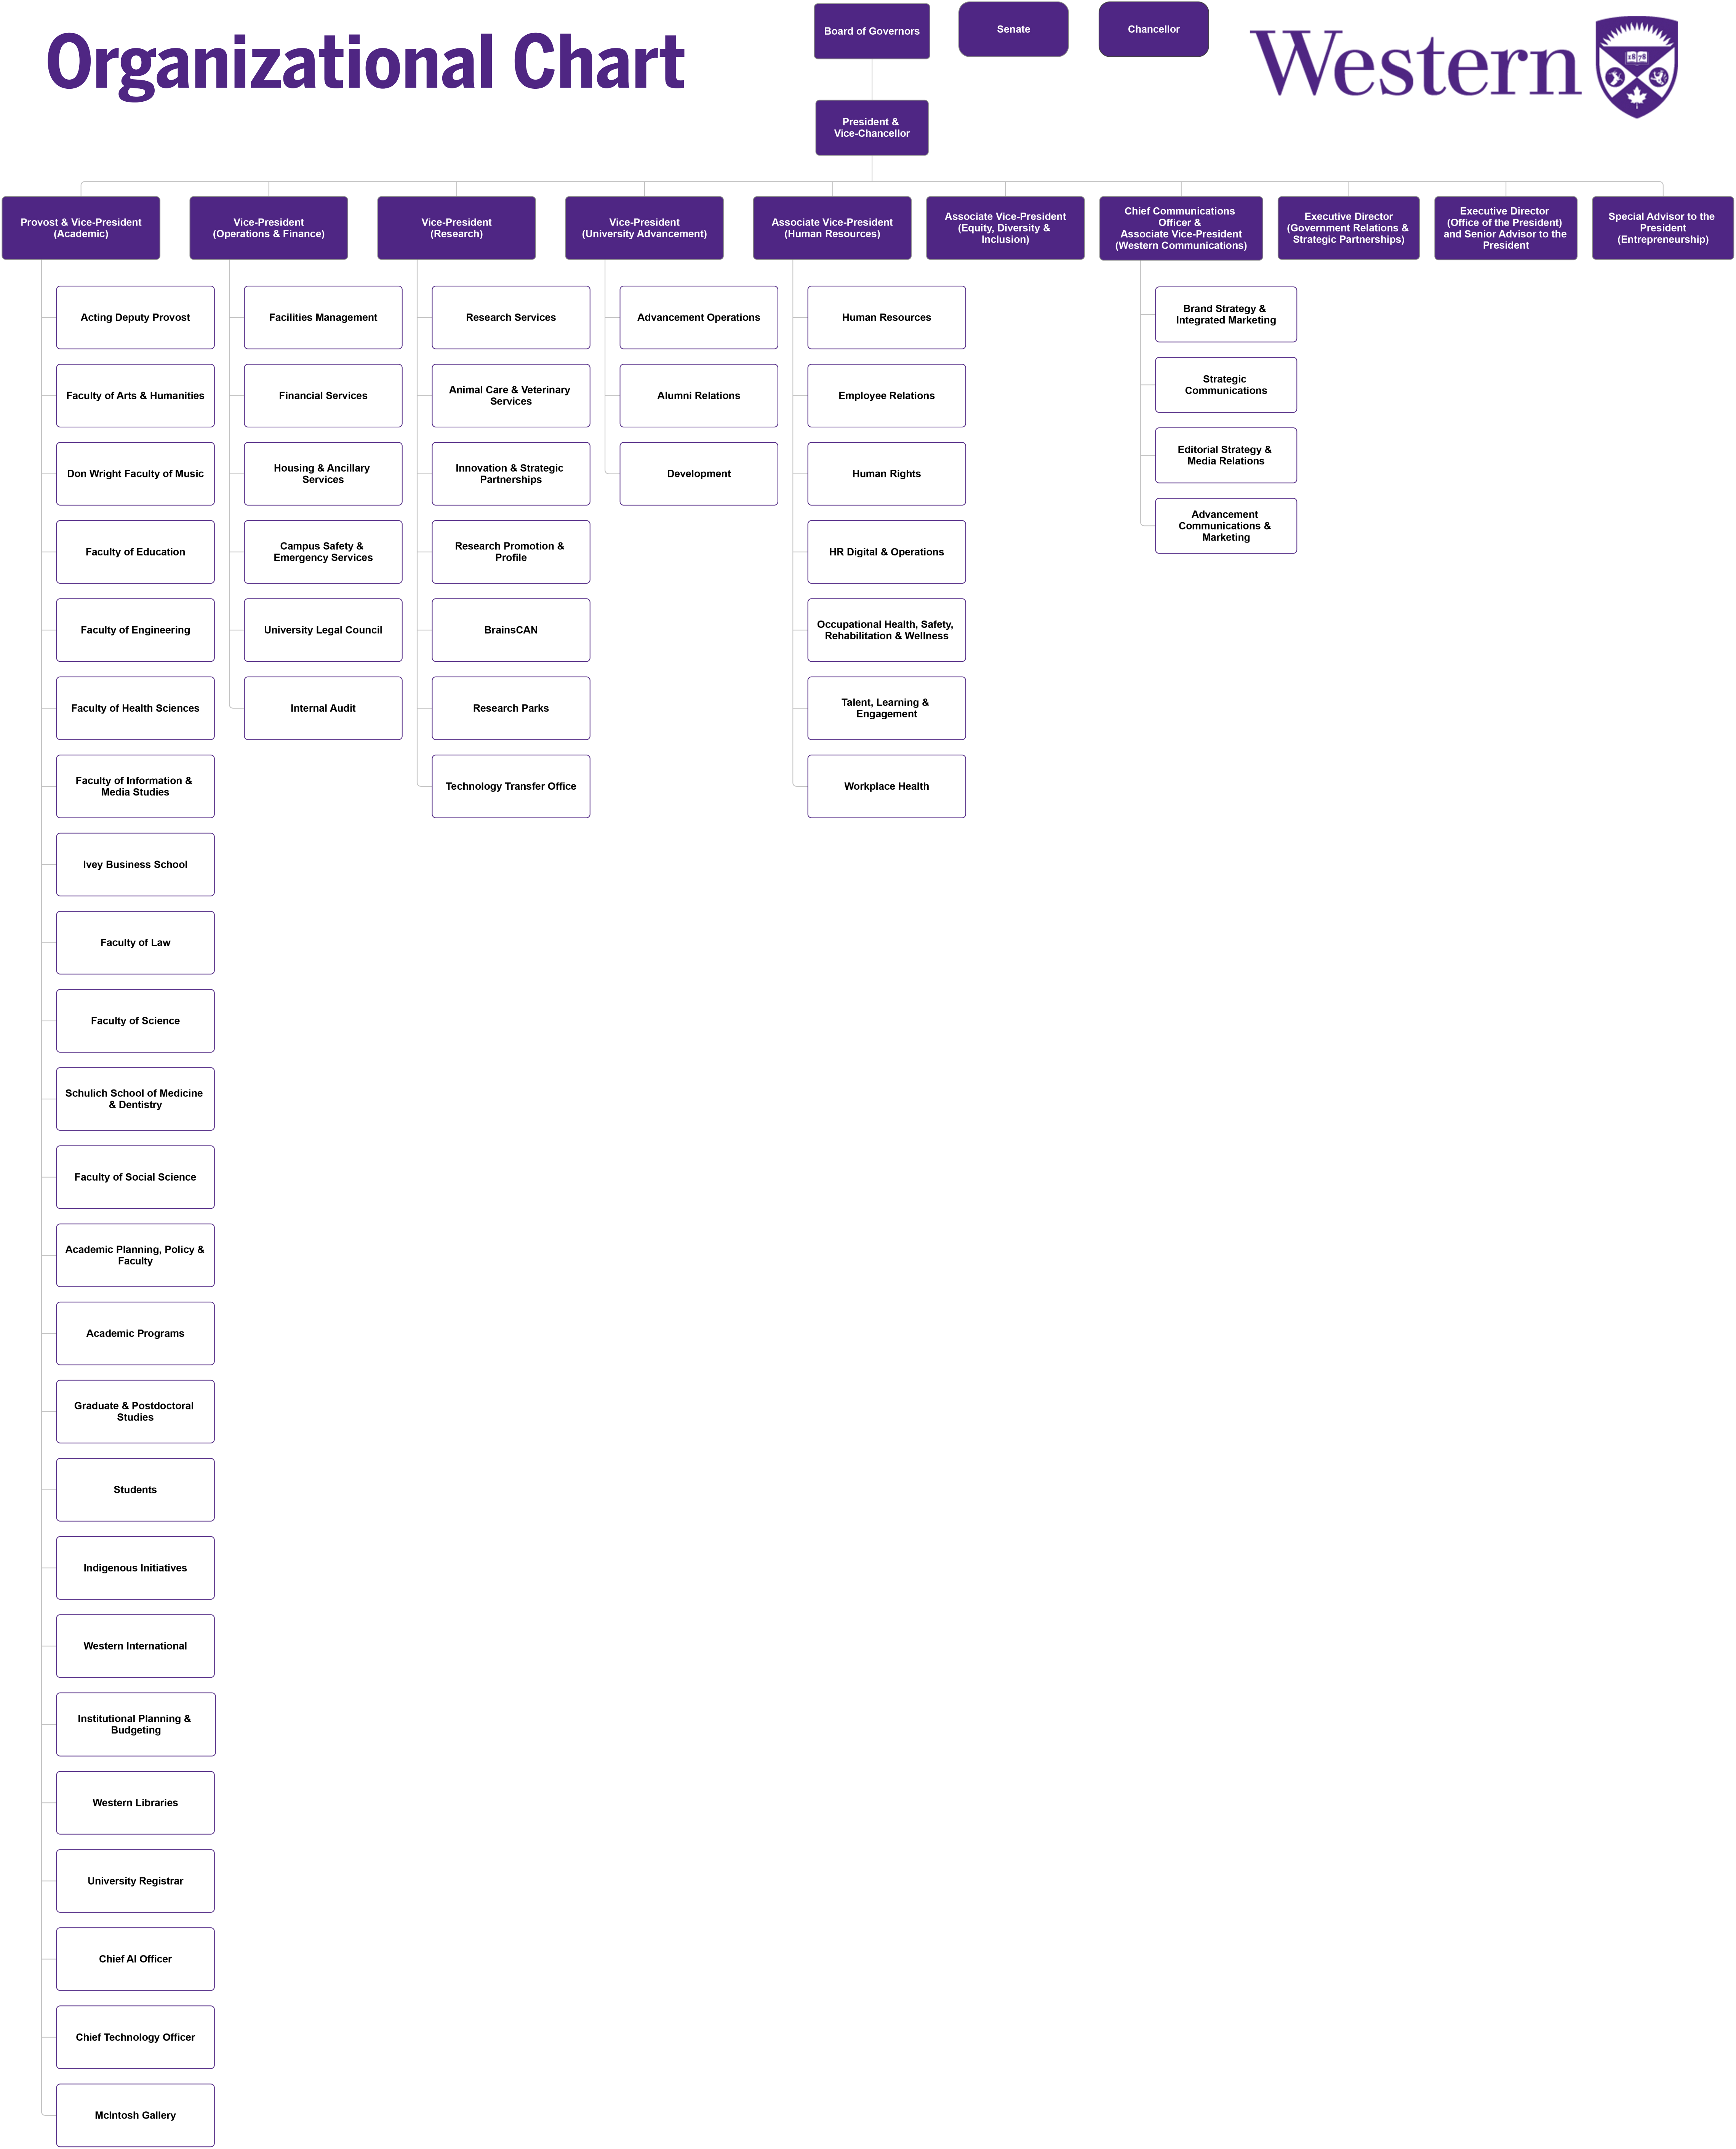 Organizational Chart
Board of Governors
Senate
Chancellor
Western
1878
President &
Vice-Chancellor
Provost & Vice-President
(Academic)
Vice-President
(Operations & Finance)
Vice-President
(Research)
Vice-President
(University Advancement)
Associate Vice-President
(Human Resources)
Associate Vice-President
(Equity, Diversity &
Inclusion)
Chief Communications
Officer &
Associate Vice-President
(Western Communications)
Executive Director
(Government Relations &
Strategic Partnerships)
Executive Director
(Office of the President)
and Senior Advisor to the
President
Special Advisor to the
President
(Entrepreneurship)
Acting Deputy Provost
Faculty of Arts & Humanities
Don Wright Faculty of Music
Faculty of Education
Faculty of Engineering
Faculty of Health Sciences
Faculty of Information &
Media Studies
Ivey Business School
Faculty of Law
Faculty of Science
Schulich School of Medicine
& Dentistry
Faculty of Social Science
Academic Planning, Policy &
Faculty
Academic Programs
Graduate & Postdoctoral
Studies
Students
Indigenous Initiatives
Western International
Institutional Planning &
Budgeting
Western Libraries
University Registrar
Chief AI Officer
Chief Technology Officer
McIntosh Gallery
Facilities Management
Financial Services
Housing & Ancillary
Services
Campus Safety &
Emergency Services
University Legal Council
Internal Audit
Research Services
Animal Care & Veterinary
Services
Innovation & Strategic
Partnerships
Research Promotion &
Profile
BrainsCAN
Research Parks
Technology Transfer Office
Advancement Operations
Alumni Relations
Development
Human Resources
Employee Relations
Human Rights
HR Digital & Operations
Occupational Health, Safety,
Rehabilitation & Wellness
Talent, Learning &
Engagement
Workplace Health
Brand Strategy &
Integrated Marketing
Strategic
Communications
Editorial Strategy &
Media Relations
Advancement
Communications &
Marketing